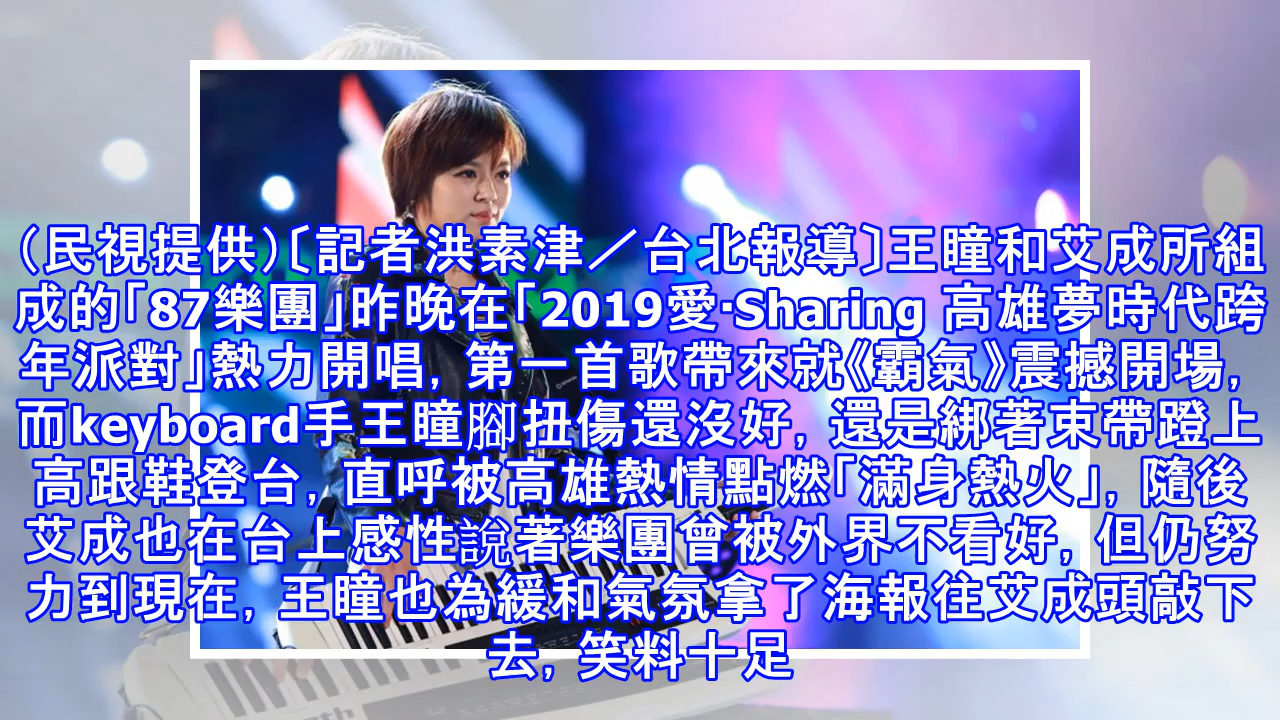 (民視提供)〔記者洪素津／台北報導〕王瞳和艾成所組
成的「87樂團」昨晚在「2019愛·Sharing 高雄夢時代跨
年派對」熱力開唱, 第一首歌帶來就《霸氣》震撼開場,
而keyboard手王瞳腳扭傷還沒好, 還是綁著束帶蹬上
高跟鞋登台, 直呼被高雄熱情點燃「滿身熱火」, 隨後
艾成也在台上感性說著樂團曾被外界不看好, 但仍努
力到現在, 王瞳也為緩和氣氛拿了海報往艾成頭敲下
去, 笑料十足